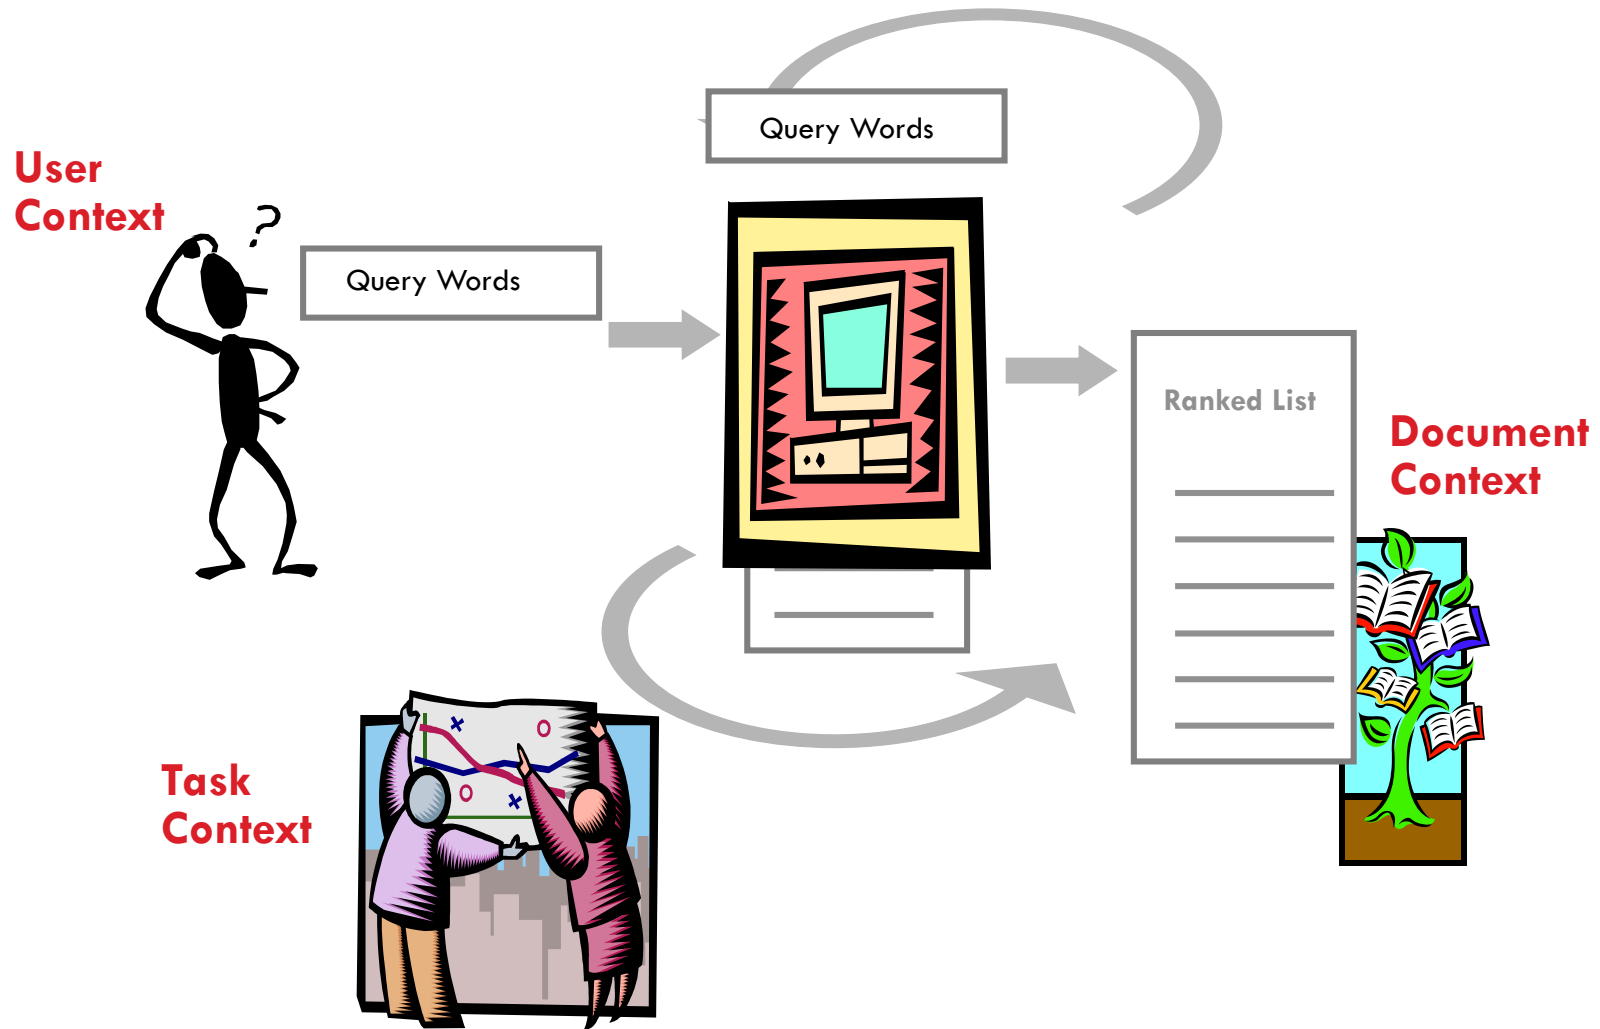 Query Words
User
Context
Query Words
Ranked List
Document
Context
Task
Context